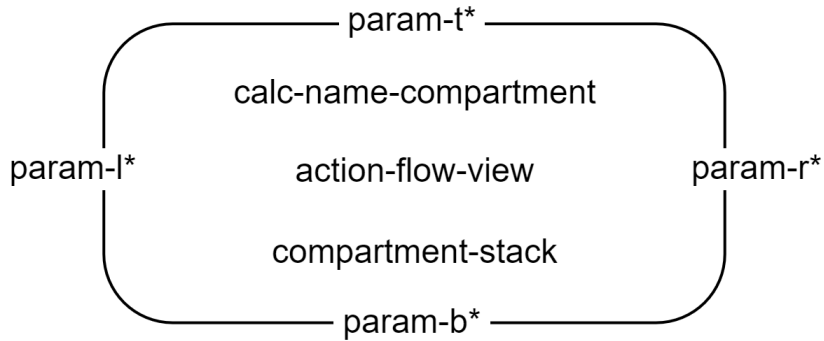 param-t*
calc-name-compartment
param-l*
action-flow-view
param-r*
compartment-stack
param-b*